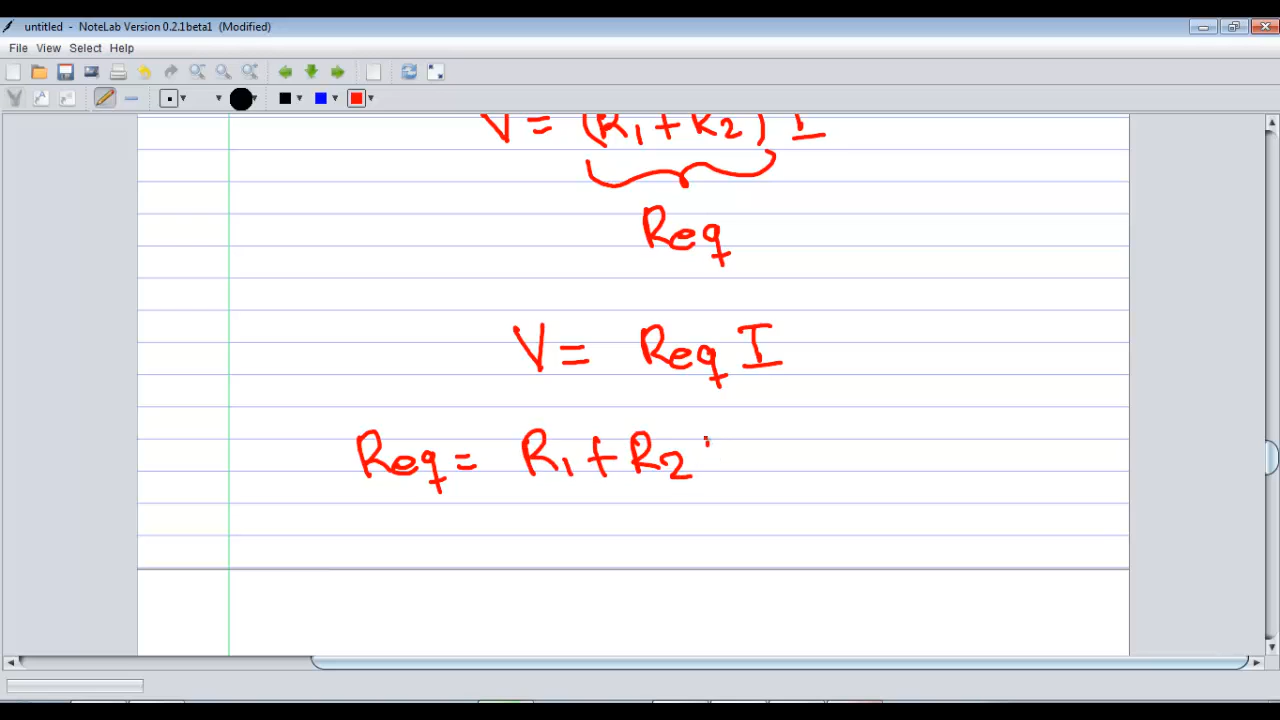 untitled - NoteLab Version 0.2.1beta1 (Modified)
File View Select Help
V = (R1 + R2) I
Req
V = Req I
Req = R1 + R2